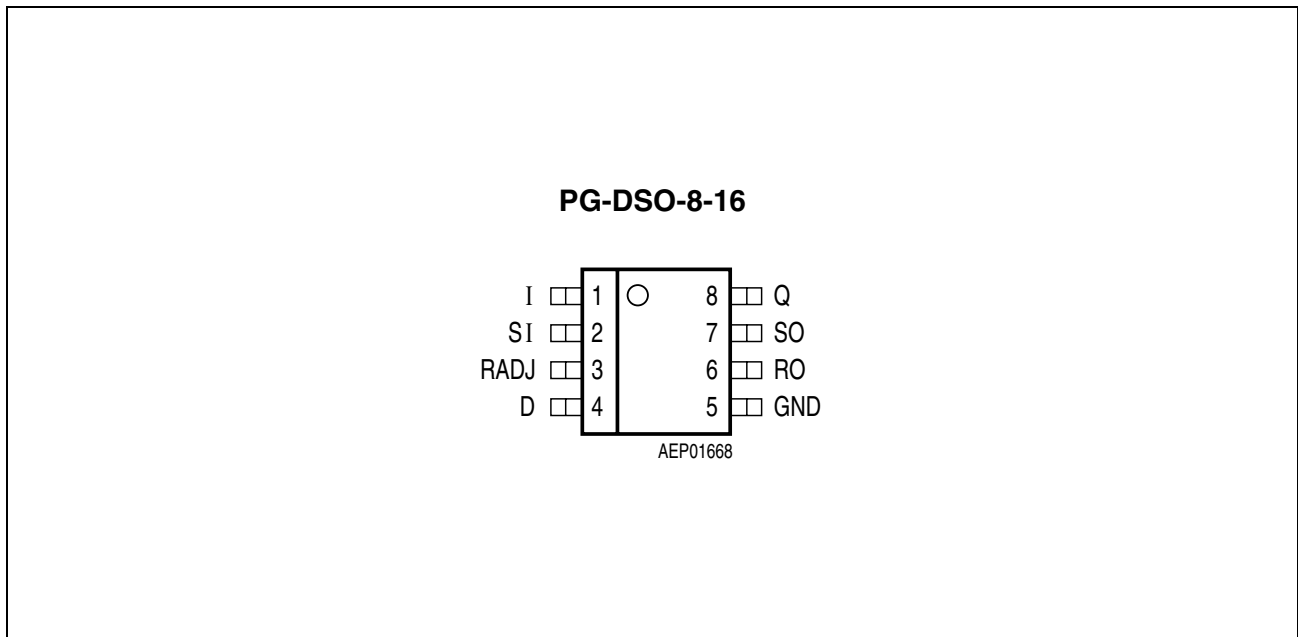 PG-DSO-8-16
I 1 8 Q
SI 2 7 SO
RADJ 3 6 RO
D 4 5 GND
AEP01668